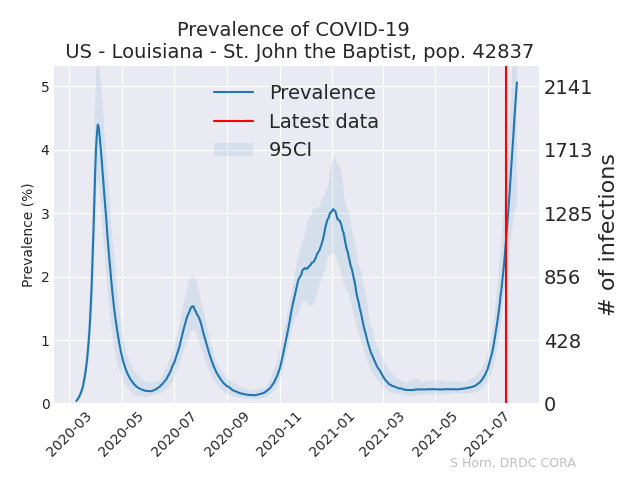 Prevalence of COVID-19
US - Louisiana - St. John the Baptist, pop. 42837
Prevalence
Latest data
95CI
Prevalence (%)
5
4
3
2
1
0
2141
1713
1285
856
428
0
# of infections
2020-03
2020-05
2020-07
2020-09
2020-11
2021-01
2021-03
2021-05
2021-07
S Horn, DRDC CORA